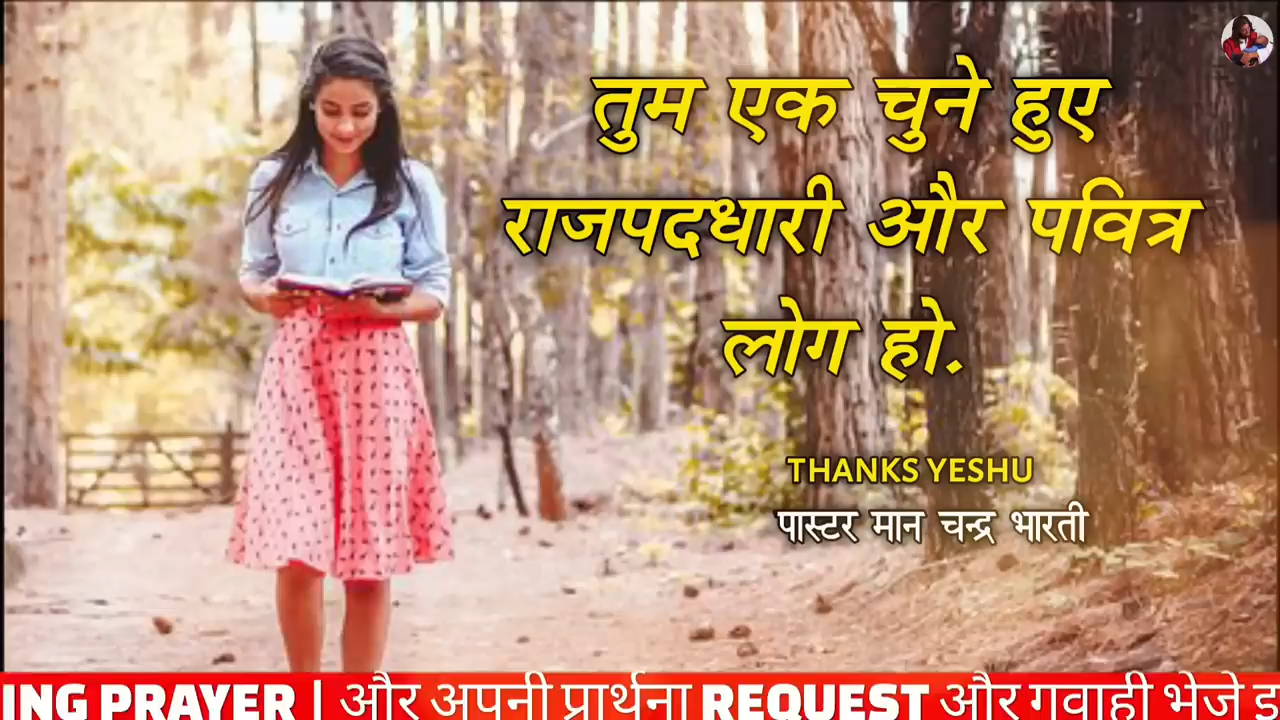 तुम एक चुने हुए
राजपदधारी और पवित्र
लोग हो.
THANKS YESHU
पास्टर मान चन्द्र भारती
ING PRAYER | और अपनी प्रार्थना REQUEST और गवाही भेजे